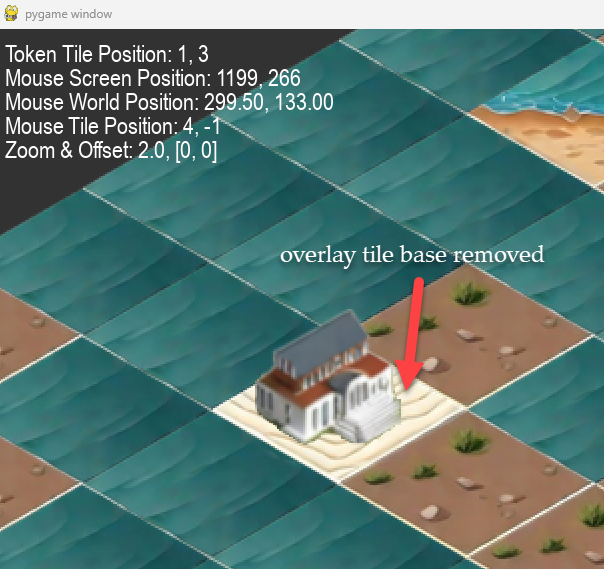 pygame window
Token Tile Position: 1, 3
Mouse Screen Position: 1199, 266
Mouse World Position: 299.50, 133.00
Mouse Tile Position: 4, -1
Zoom & Offset: 2.0, [0, 0]
overlay tile base removed